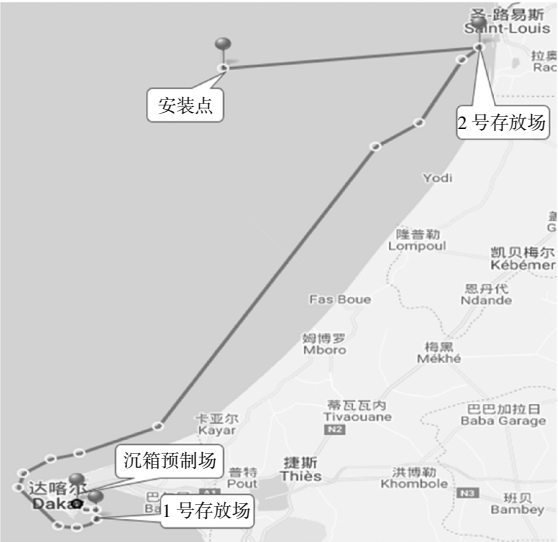 圣-路易斯
Saint-Louis
拉奥
Rao
安装点
2 号存放场
Yodi
隆普勒
Lompoul
凯贝梅尔
Kébémer
恩丹代
Ndande
Fas Boue
姆博罗
Mboro
梅黑
Mékhé
蒂瓦瓦内
Tivaouane
N2
巴巴加拉日
Baba Garage
卡亚尔
Kayar
沉箱预制场
普特
Pout
捷斯
Thiès
洪博勒
Khombole
达喀尔
Dakar
A1
N3
班贝
Bambey
1 号存放场